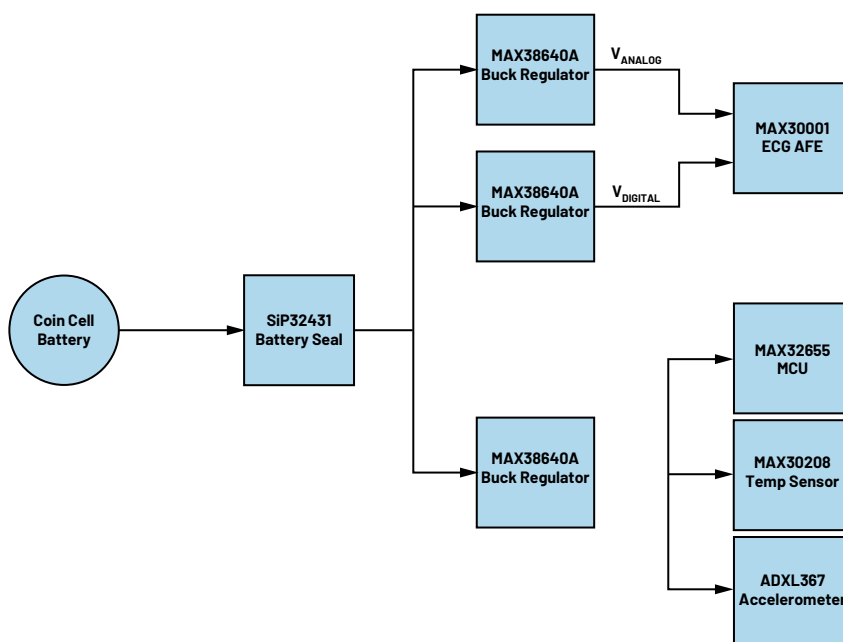 MAX38640A
Buck Regulator
VANALOG
MAX30001
ECG AFE
MAX38640A
Buck Regulator
VDIGITAL
Coin Cell
Battery
SiP32431
Battery Seal
MAX32655
MCU
MAX38640A
Buck Regulator
MAX30208
Temp Sensor
ADXL367
Accelerometer